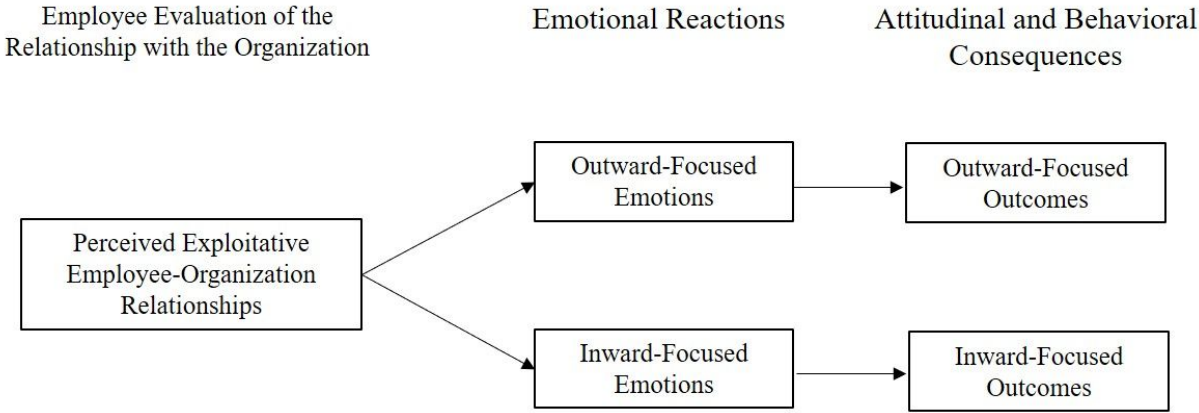 Employee Evaluation of the
Relationship with the Organization
Emotional Reactions
Attitudinal and Behavioral
Consequences
Perceived Exploitative
Employee-Organization
Relationships
Outward-Focused
Emotions
Outward-Focused
Outcomes
Inward-Focused
Emotions
Inward-Focused
Outcomes